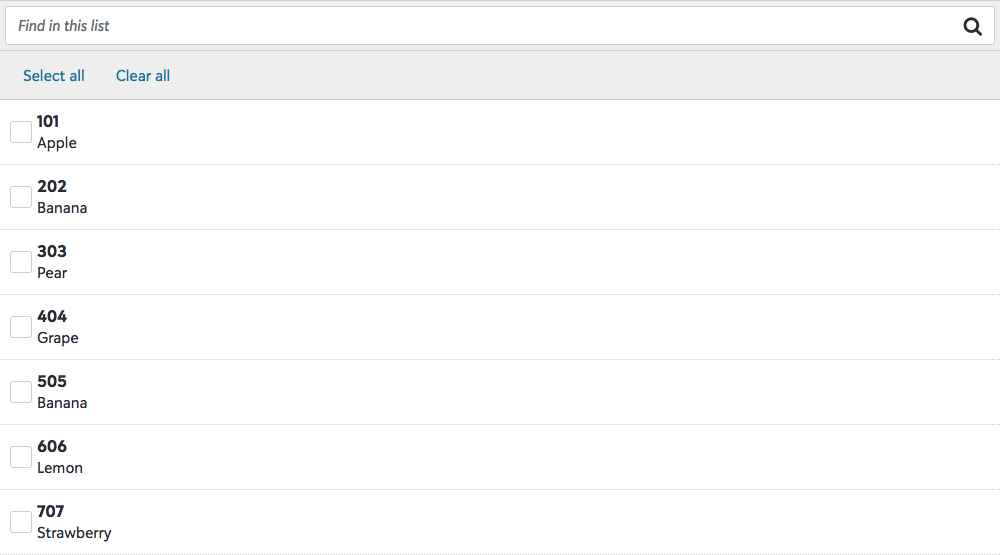 Find in this list
Select all Clear all
101
Apple
202
Banana
303
Pear
404
Grape
505
Banana
606
Lemon
707
Strawberry